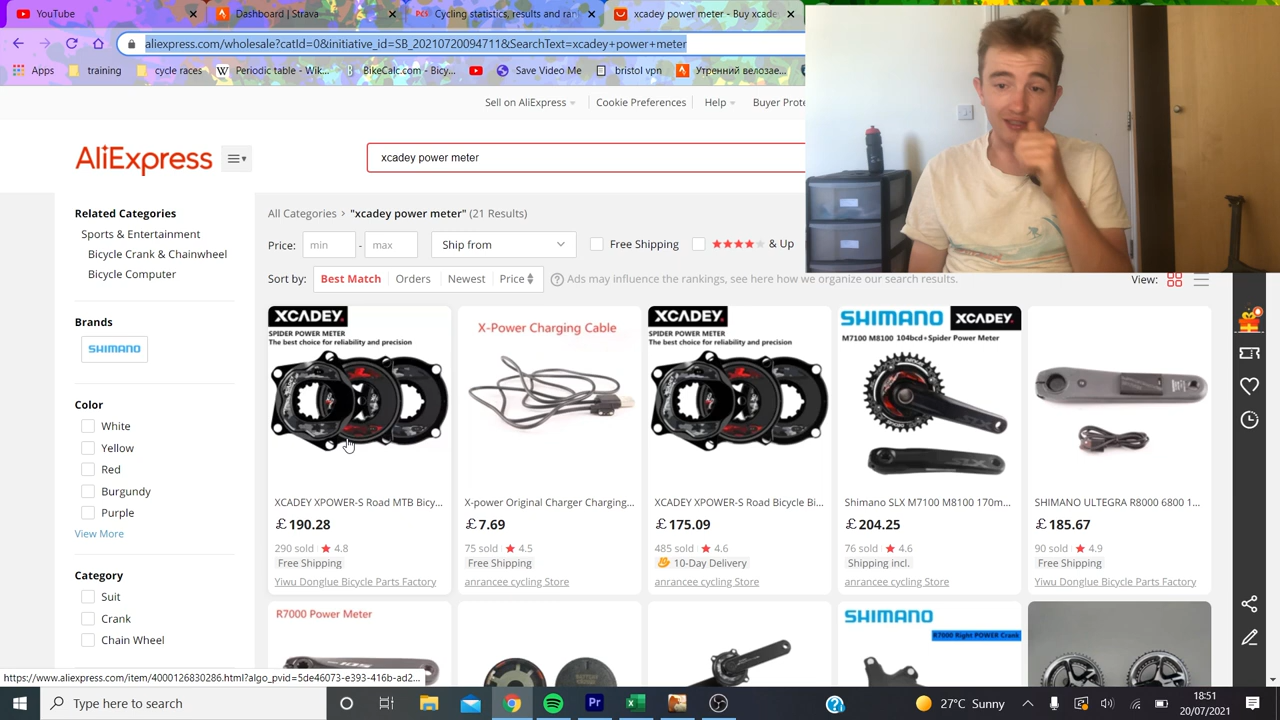 Dashboard | Strava
Cycling statistics, results and ran
xcadey power meter - Buy xcade
aliexpress.com/wholesale?catId=0&initiative_id=SB_20210720094711&SearchText=xcadey+power+meter
Apps
training
cycle races
Periodic table - Wik...
BikeCalc.com - Bicy...
Save Video Me
bristol vpn
Утренний велозае...
Sell on AliExpress
Cookie Preferences
Help
Buyer Prote
AliExpress
xcadey power meter
Related Categories
Sports & Entertainment
Bicycle Crank & Chainwheel
Bicycle Computer
Brands
SHIMANO
Color
White
Yellow
Red
Burgundy
Purple
View More
Category
Suit
Crank
Chain Wheel
All Categories > "xcadey power meter" (21 Results)
Price: min - max Ship from Free Shipping & Up
Sort by: Best Match Orders Newest Price
Ads may influence the rankings, see here how we organize our search results.
View:
XCADEY
SPIDER POWER METER
The best choice for reliability and precision
XCADEY XPOWER-S Road MTB Bicy...
£190.28
290 sold 4.8
Free Shipping
Yiwu Donglue Bicycle Parts Factory
X-Power Charging Cable
X-power Original Charger Charging...
£7.69
75 sold 4.5
Free Shipping
anrancee cycling Store
XCADEY
SPIDER POWER METER
The best choice for reliability and precision
XCADEY XPOWER-S Road Bicycle Bi...
£175.09
485 sold 4.6
10-Day Delivery
anrancee cycling Store
SHIMANO XCADEY
M7100 M8100 104bcd+Spider Power Meter
Shimano SLX M7100 M8100 170m...
£204.25
76 sold 4.6
Shipping incl.
anrancee cycling Store
SHIMANO ULTEGRA R8000 6800 1...
£185.67
90 sold 4.9
Free Shipping
Yiwu Donglue Bicycle Parts Factory
R7000 Power Meter
SHIMANO
R7000 Right POWER Crank
https://www.aliexpress.com/item/4000126830286.html?algo_pvid=5de46073-e393-416b-ad2...
Type here to search
27°C Sunny
18:51
20/07/2021